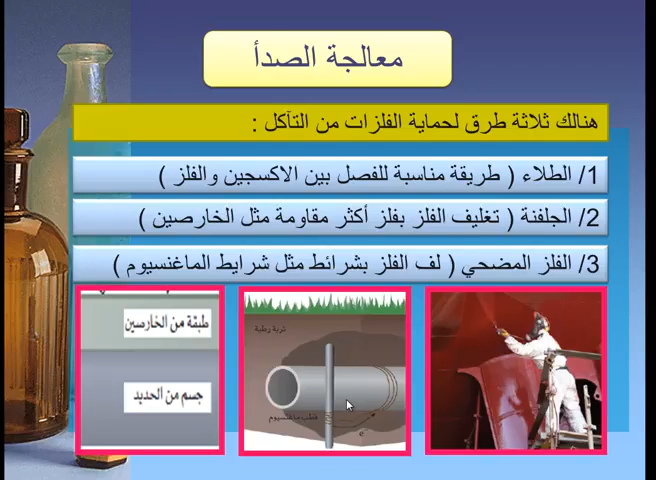 معالجة الصدأ
هنالك ثلاثة طرق لحماية الفلزات من التآكل :
1/ الطلاء ( طريقة مناسبة للفصل بين الاكسجين والفلز )
2/ الجلفنة ( تغليف الفلز بفلز أكثر مقاومة مثل الخارصين )
3/ الفلز المضحي ( لف الفلز بشرائط مثل شرايط الماغنسيوم )
طبقة من الخارصين
جسم من الحديد
تربة رطبة
قطب ماغنسيوم
e⁻